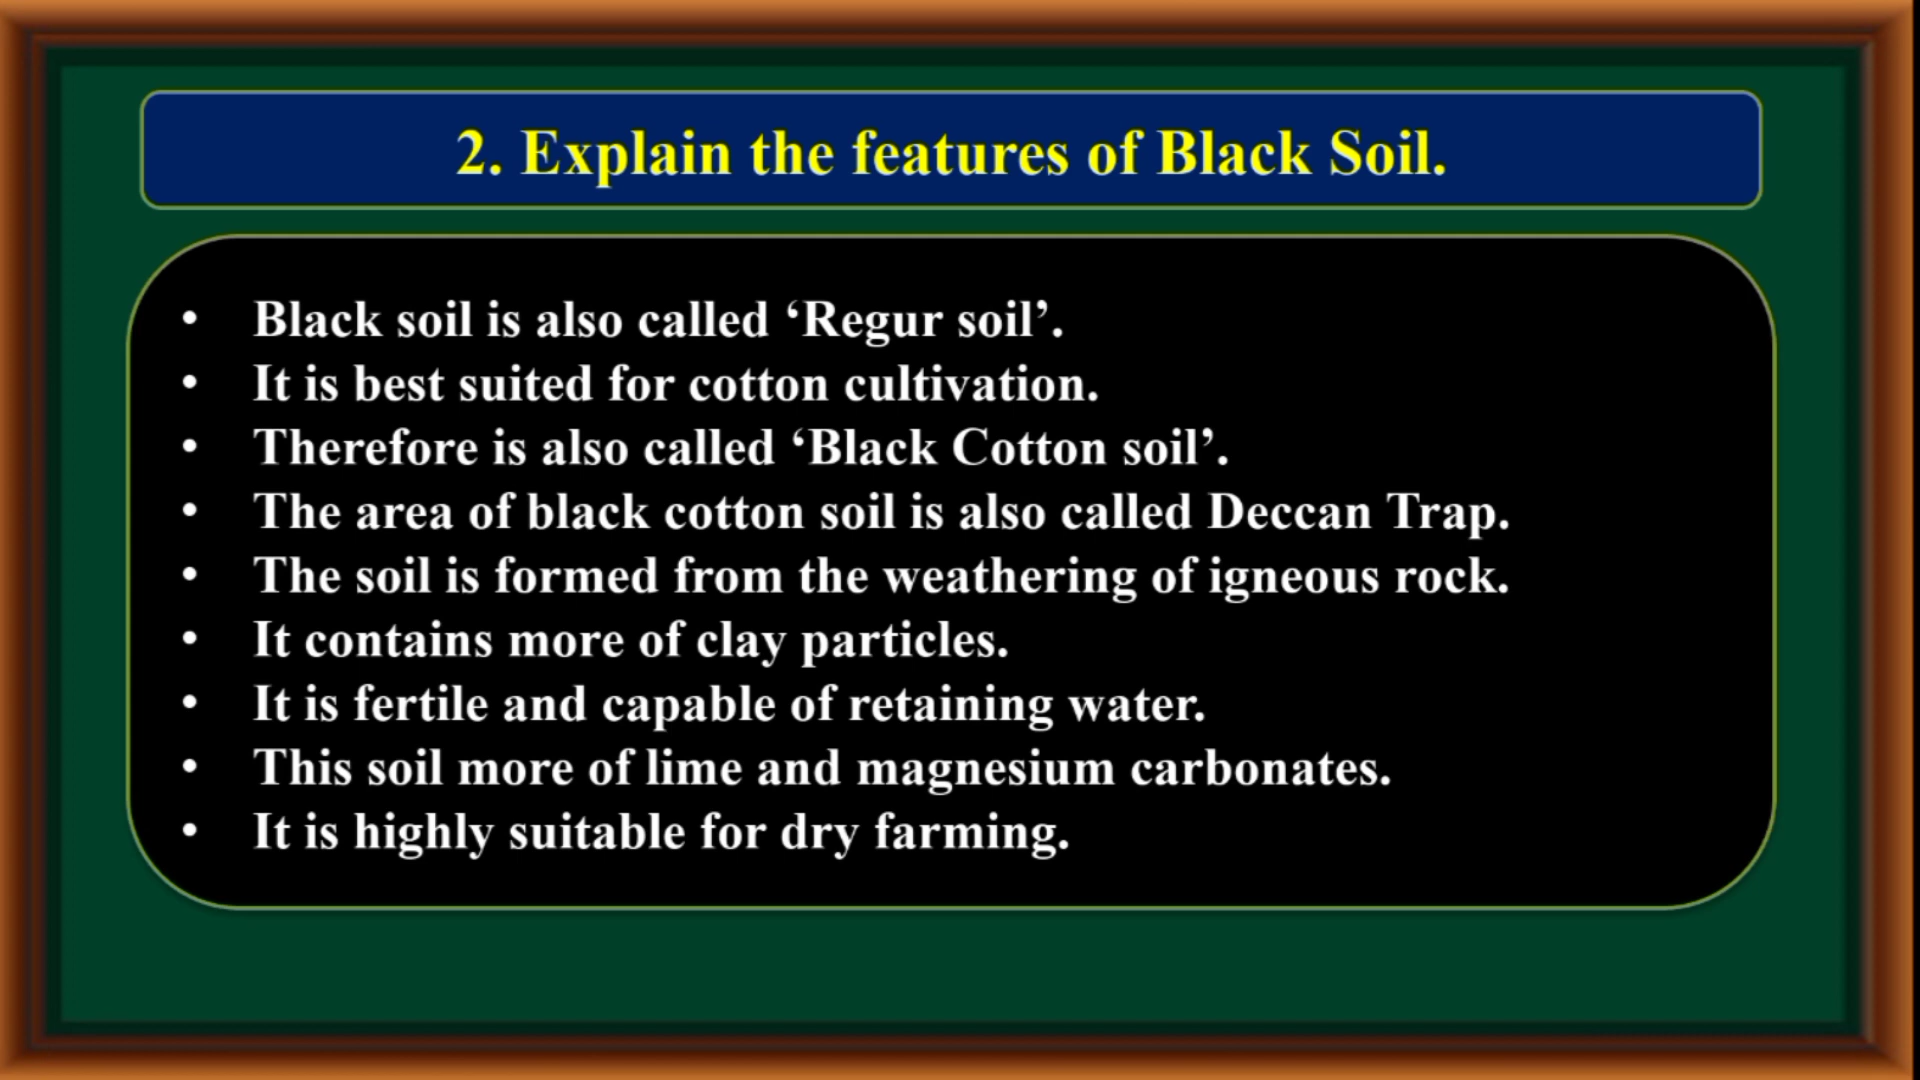 2. Explain the features of Black Soil.
• Black soil is also called ‘Regur soil’.
• It is best suited for cotton cultivation.
• Therefore is also called ‘Black Cotton soil’.
• The area of black cotton soil is also called Deccan Trap.
• The soil is formed from the weathering of igneous rock.
• It contains more of clay particles.
• It is fertile and capable of retaining water.
• This soil more of lime and magnesium carbonates.
• It is highly suitable for dry farming.